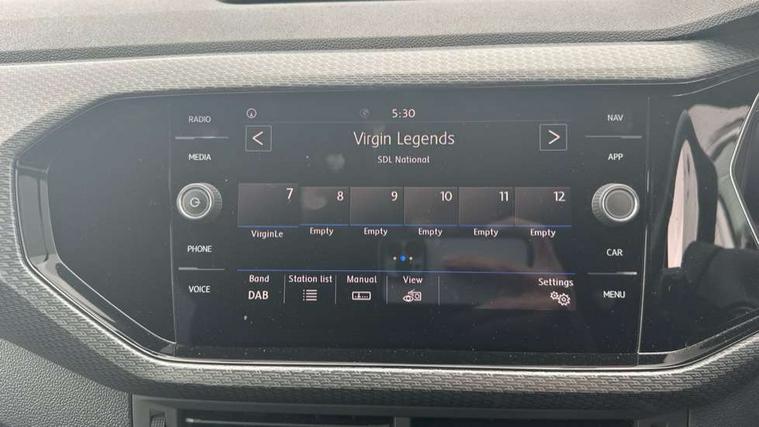 RADIO
MEDIA
PHONE
VOICE
5:30
< Virgin Legends >
SDL National
7 8 9 10 11 12
VirginLe Empty Empty Empty Empty Empty
Band Station list Manual View Settings
DAB
NAV
APP
CAR
MENU